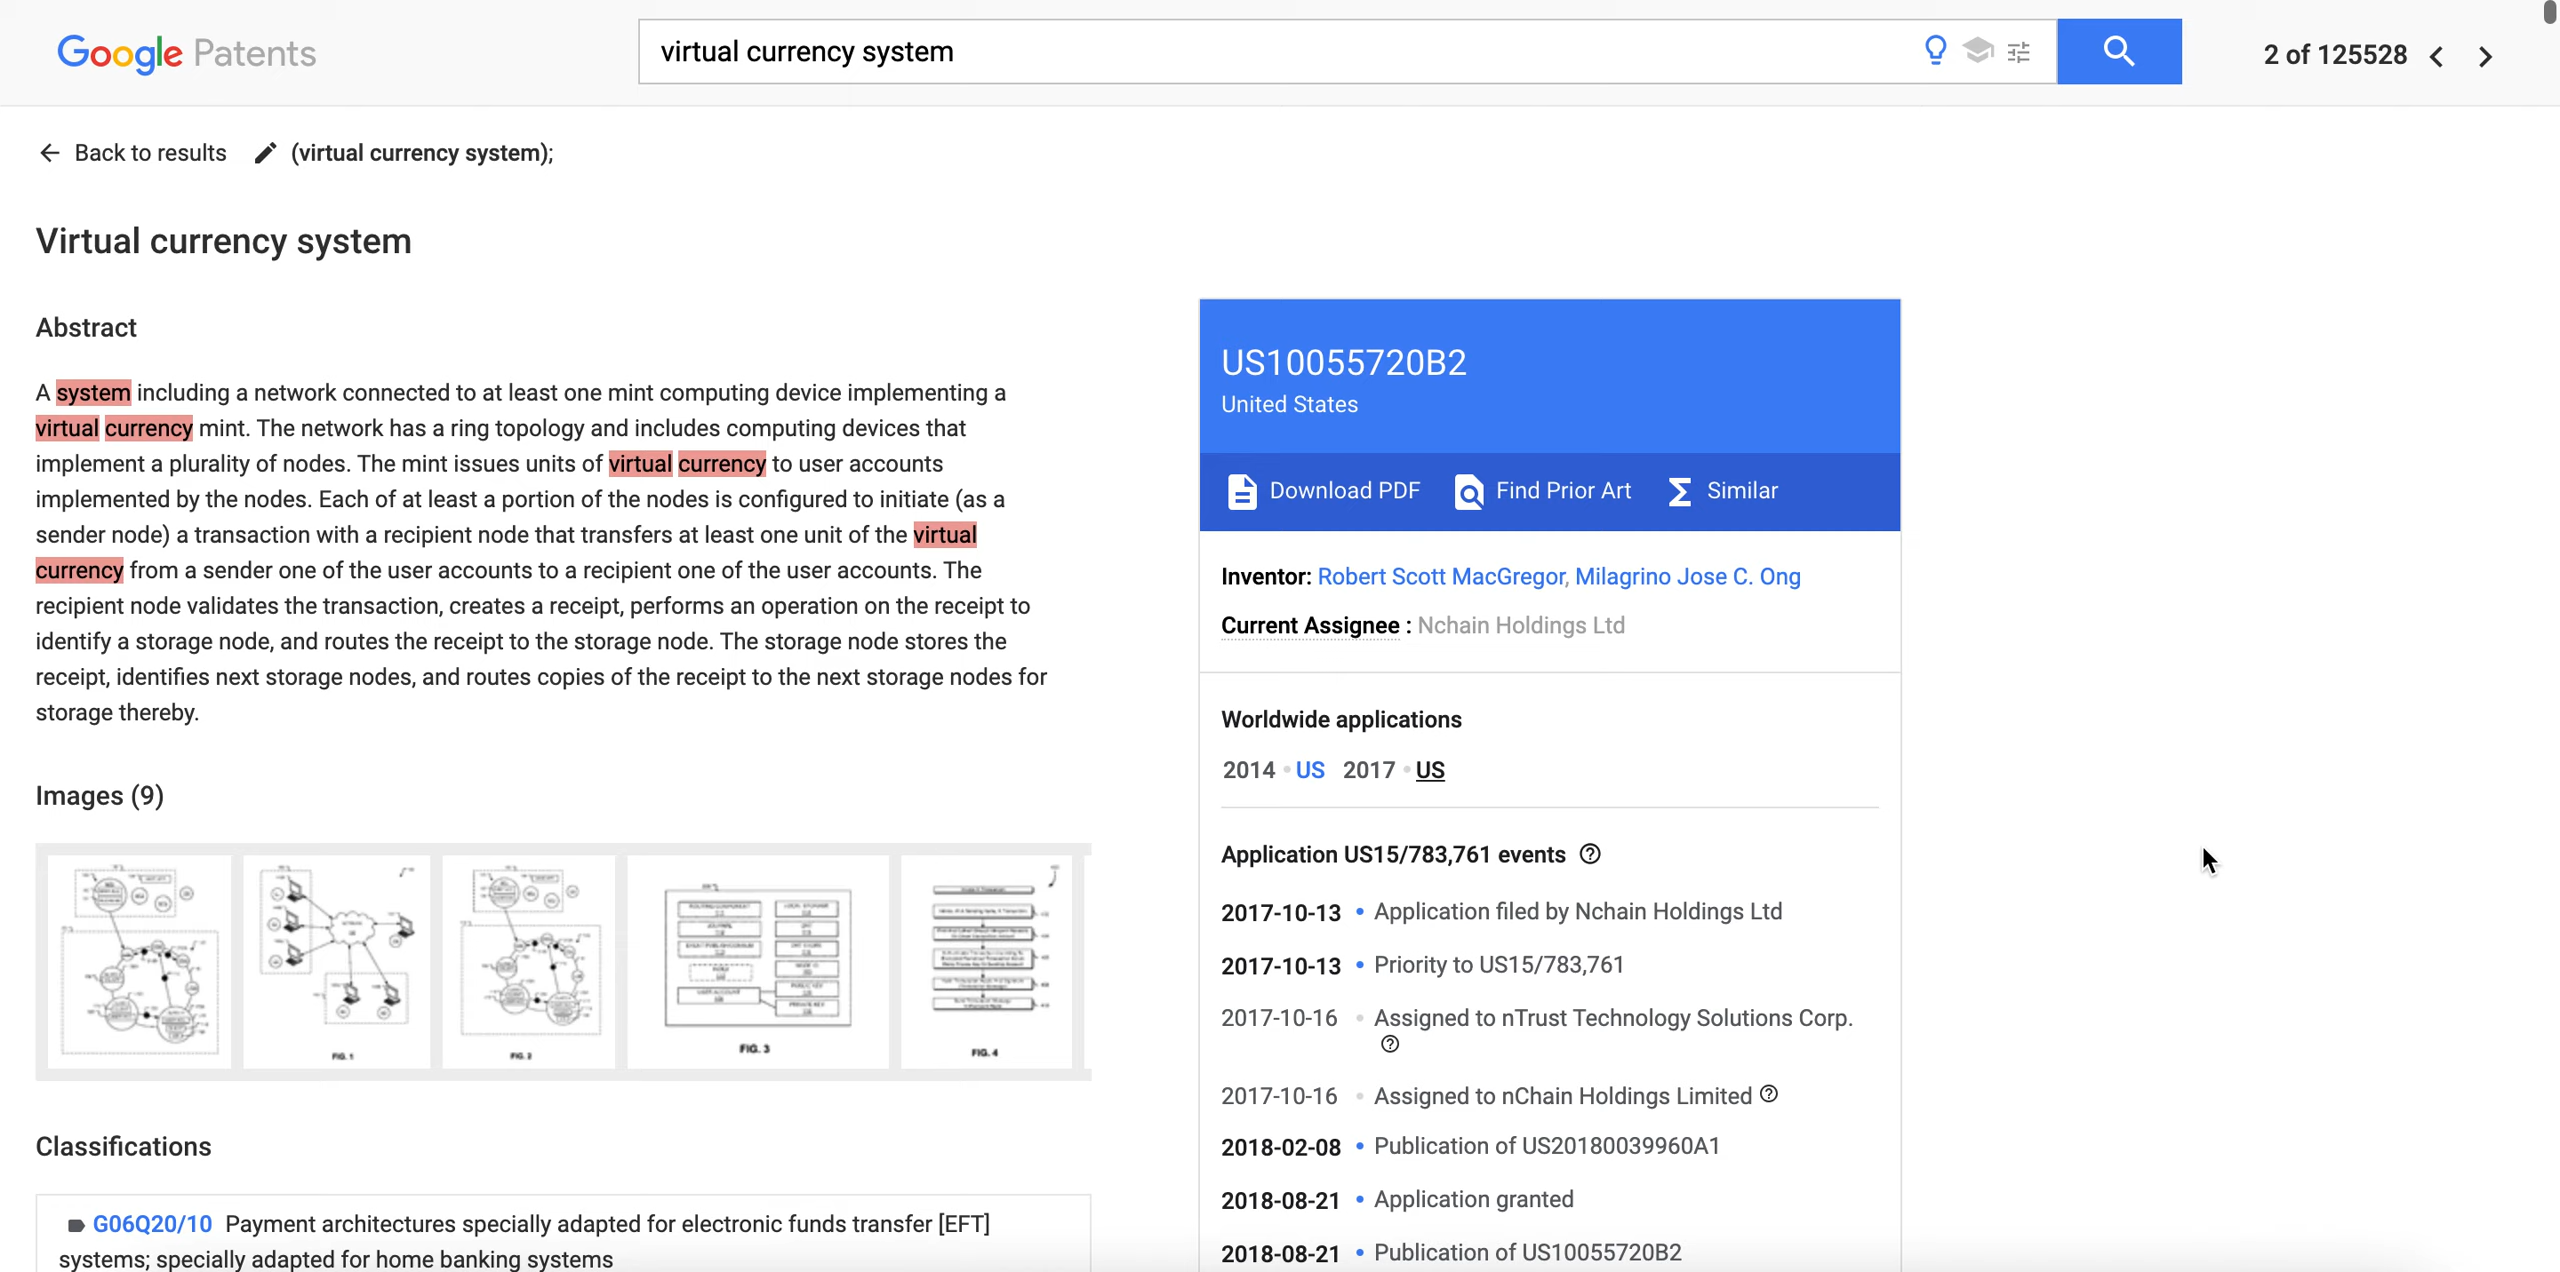 Google Patents
virtual currency system
2 of 125528
Back to results (virtual currency system);
Virtual currency system
Abstract
A system including a network connected to at least one mint computing device implementing a
virtual currency mint. The network has a ring topology and includes computing devices that
implement a plurality of nodes. The mint issues units of virtual currency to user accounts
implemented by the nodes. Each of at least a portion of the nodes is configured to initiate (as a
sender node) a transaction with a recipient node that transfers at least one unit of the virtual
currency from a sender one of the user accounts to a recipient one of the user accounts. The
recipient node validates the transaction, creates a receipt, performs an operation on the receipt to
identify a storage node, and routes the receipt to the storage node. The storage node stores the
receipt, identifies next storage nodes, and routes copies of the receipt to the next storage nodes for
storage thereby.
Images (9)
FIG. 1
FIG. 2
FIG. 3
FIG. 4
Classifications
G06Q20/10 Payment architectures specially adapted for electronic funds transfer [EFT]
systems; specially adapted for home banking systems
US10055720B2
United States
Download PDF Find Prior Art Similar
Inventor: Robert Scott MacGregor, Milagrino Jose C. Ong
Current Assignee : Nchain Holdings Ltd
Worldwide applications
2014 • US 2017 • US
Application US15/783,761 events
2017-10-13 • Application filed by Nchain Holdings Ltd
2017-10-13 • Priority to US15/783,761
2017-10-16 • Assigned to nTrust Technology Solutions Corp.
2017-10-16 • Assigned to nChain Holdings Limited
2018-02-08 • Publication of US20180039960A1
2018-08-21 • Application granted
2018-08-21 • Publication of US10055720B2